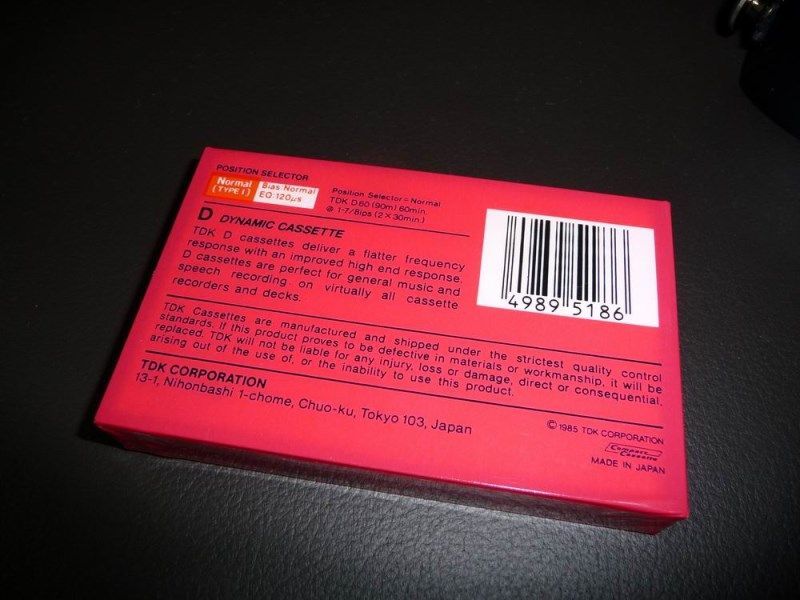 POSITION SELECTOR
Normal
(TYPE I)
Bias: Normal
EQ: 120μs
Position Selector=Normal
TDK D60 (90m) 60min.
@ 1-7/8ips (2×30min.)
D DYNAMIC CASSETTE
TDK D cassettes deliver a flatter frequency
response with an improved high end response.
D cassettes are perfect for general music and
speech recording on virtually all cassette
recorders and decks.
4989 5186
TDK Cassettes are manufactured and shipped under the strictest quality control
standards. If this product proves to be defective in materials or workmanship, it will be
replaced. TDK will not be liable for any injury, loss or damage, direct or consequential,
arising out of the use of, or the inability to use this product.
TDK CORPORATION
13-1, Nihonbashi 1-chome, Chuo-ku, Tokyo 103, Japan
© 1985 TDK CORPORATION
Compact
Cassette
MADE IN JAPAN